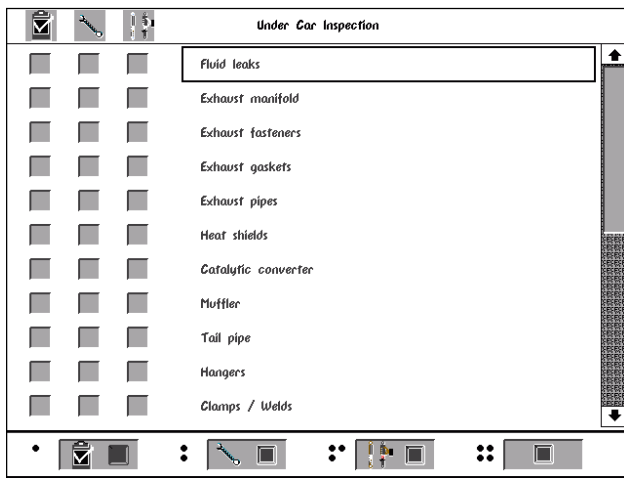 Under Car Inspection
Fluid leaks
Exhaust manifold
Exhaust fasteners
Exhaust gaskets
Exhaust pipes
Heat shields
Catalytic converter
Muffler
Tail pipe
Hangers
Clamps / Welds